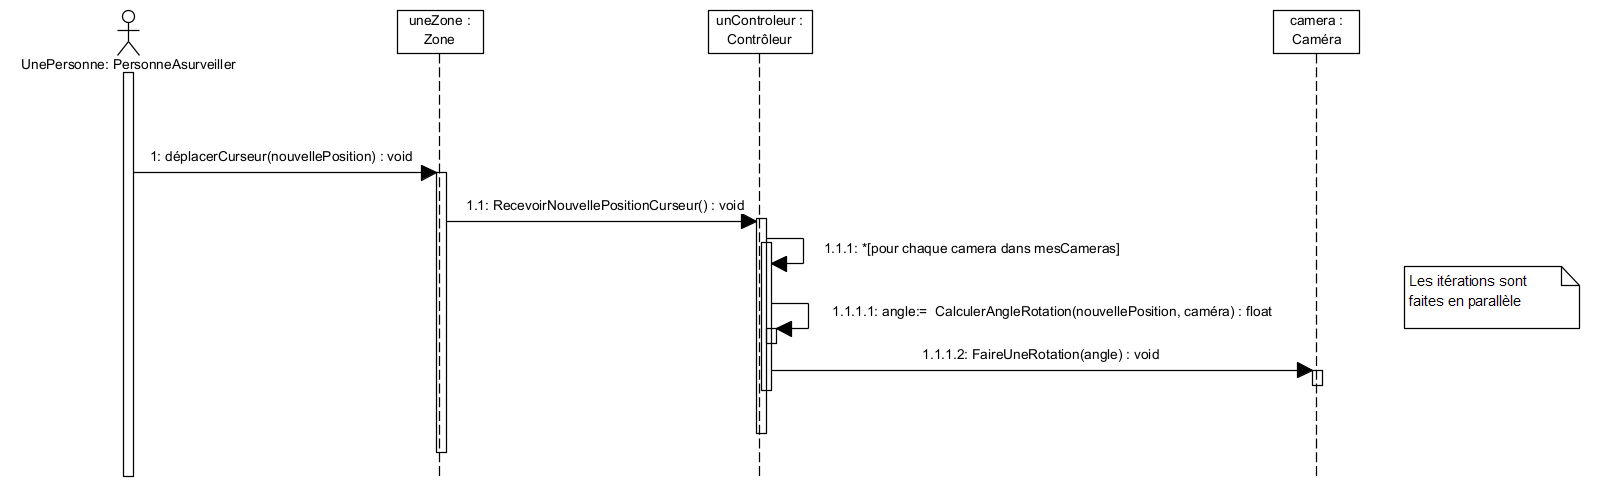 uneZone :
Zone
unControleur :
Contrôleur
camera :
Caméra
UnePersonne: PersonneAsurveiller
1: déplacerCurseur(nouvellePosition) : void
1.1: RecevoirNouvellePositionCurseur() : void
1.1.1: *[pour chaque camera dans mesCameras]
Les itérations sont
faites en parallèle
1.1.1.1: angle:=  CalculerAngleRotation(nouvellePosition, caméra) : float
1.1.1.2: FaireUneRotation(angle) : void